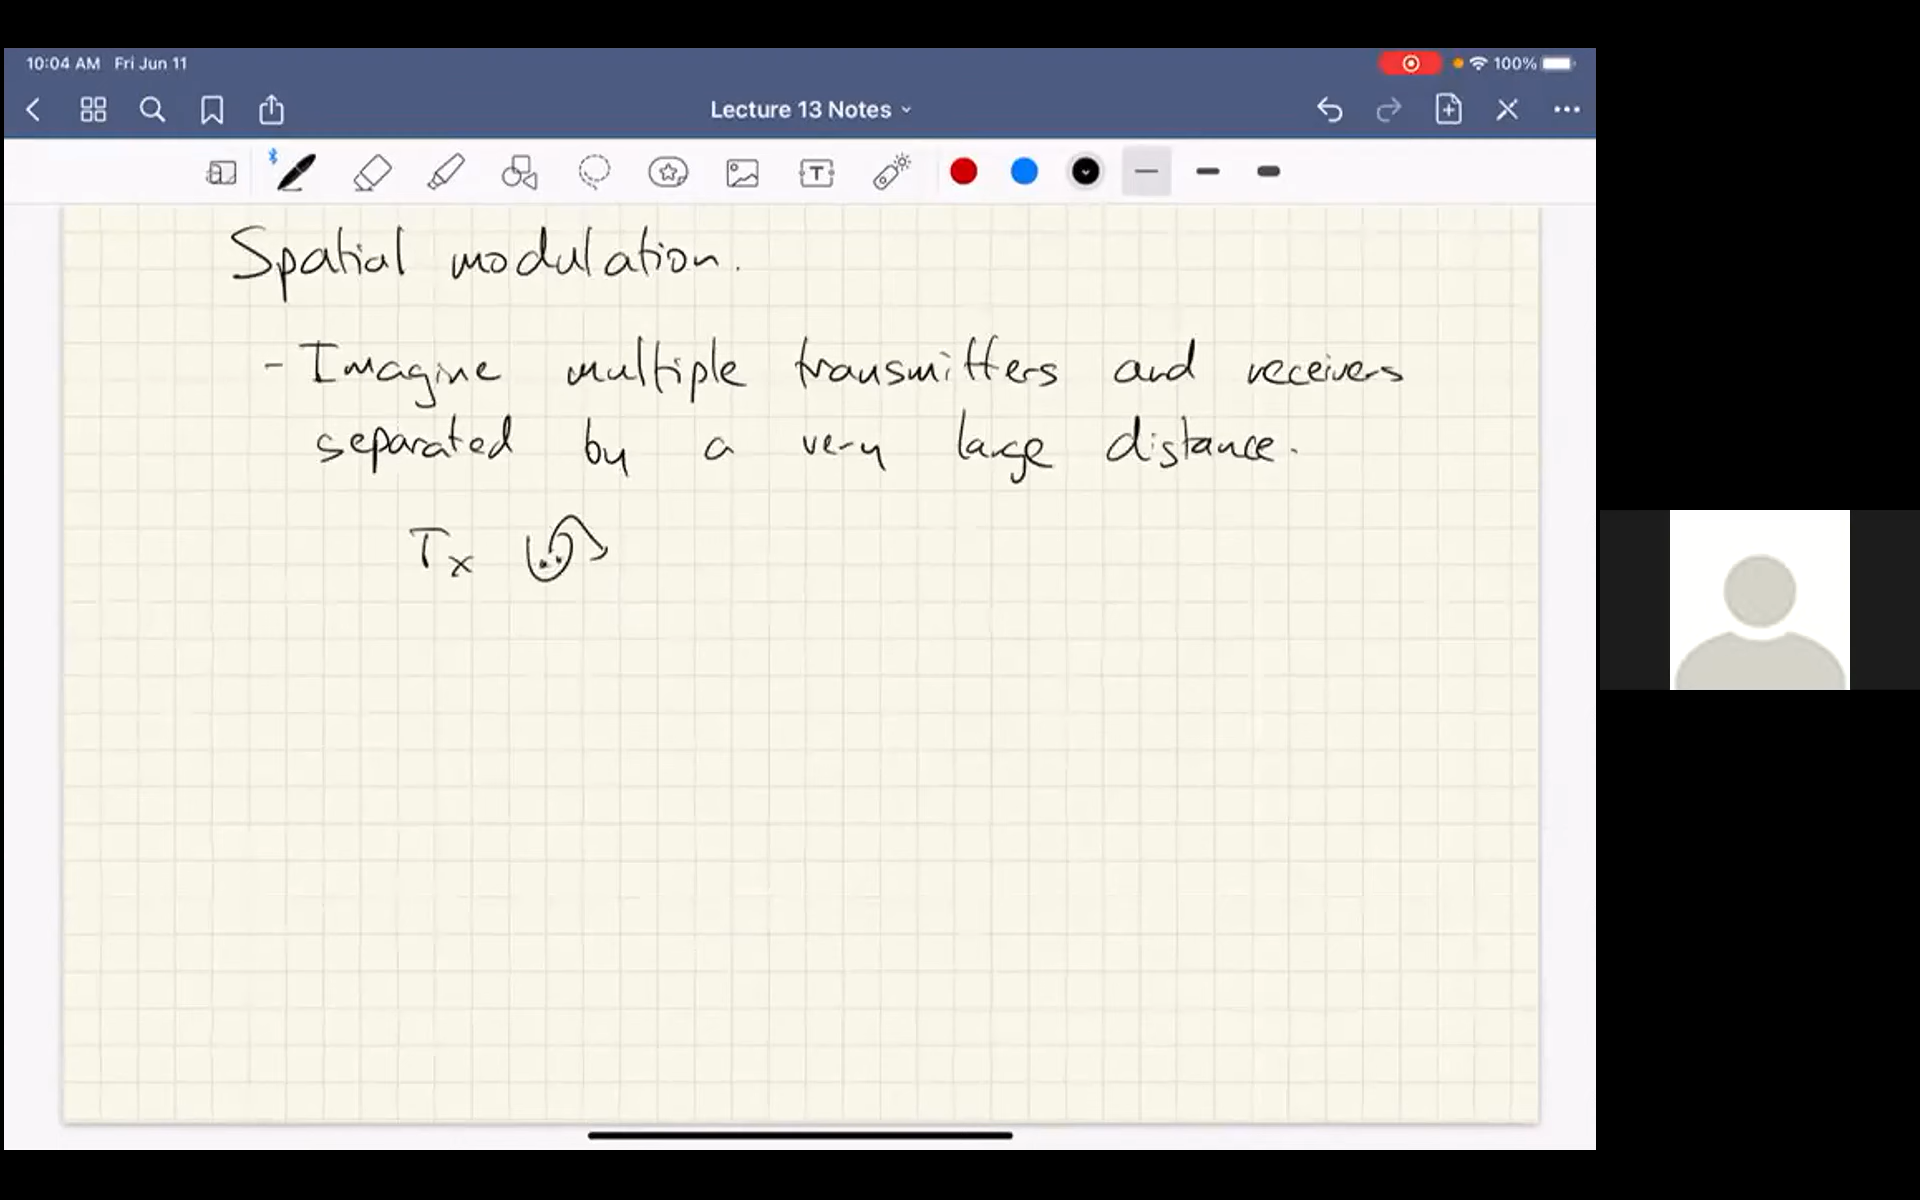 10:04 AM Fri Jun 11
100%
Lecture 13 Notes
T
Spatial modulation.
- Imagine multiple transmitters and receivers
separated by a very large distance.
Tx